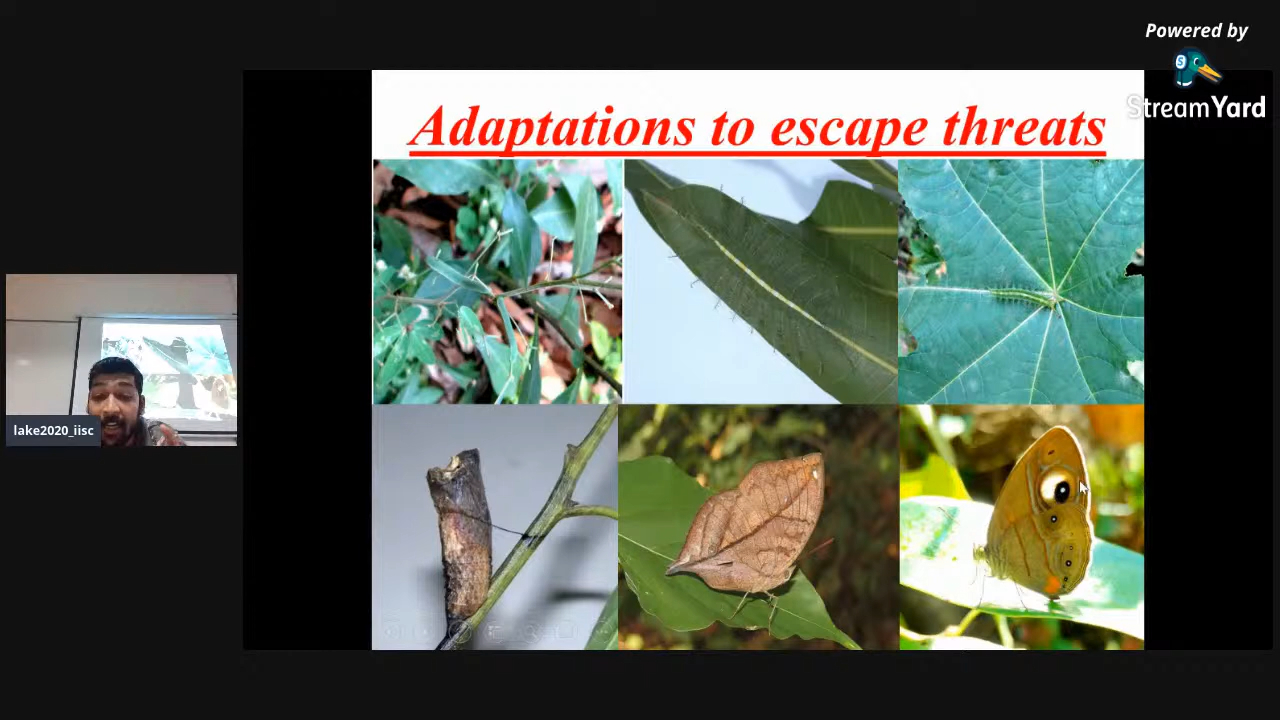 Powered by
StreamYard
Adaptations to escape threats
lake2020_iisc